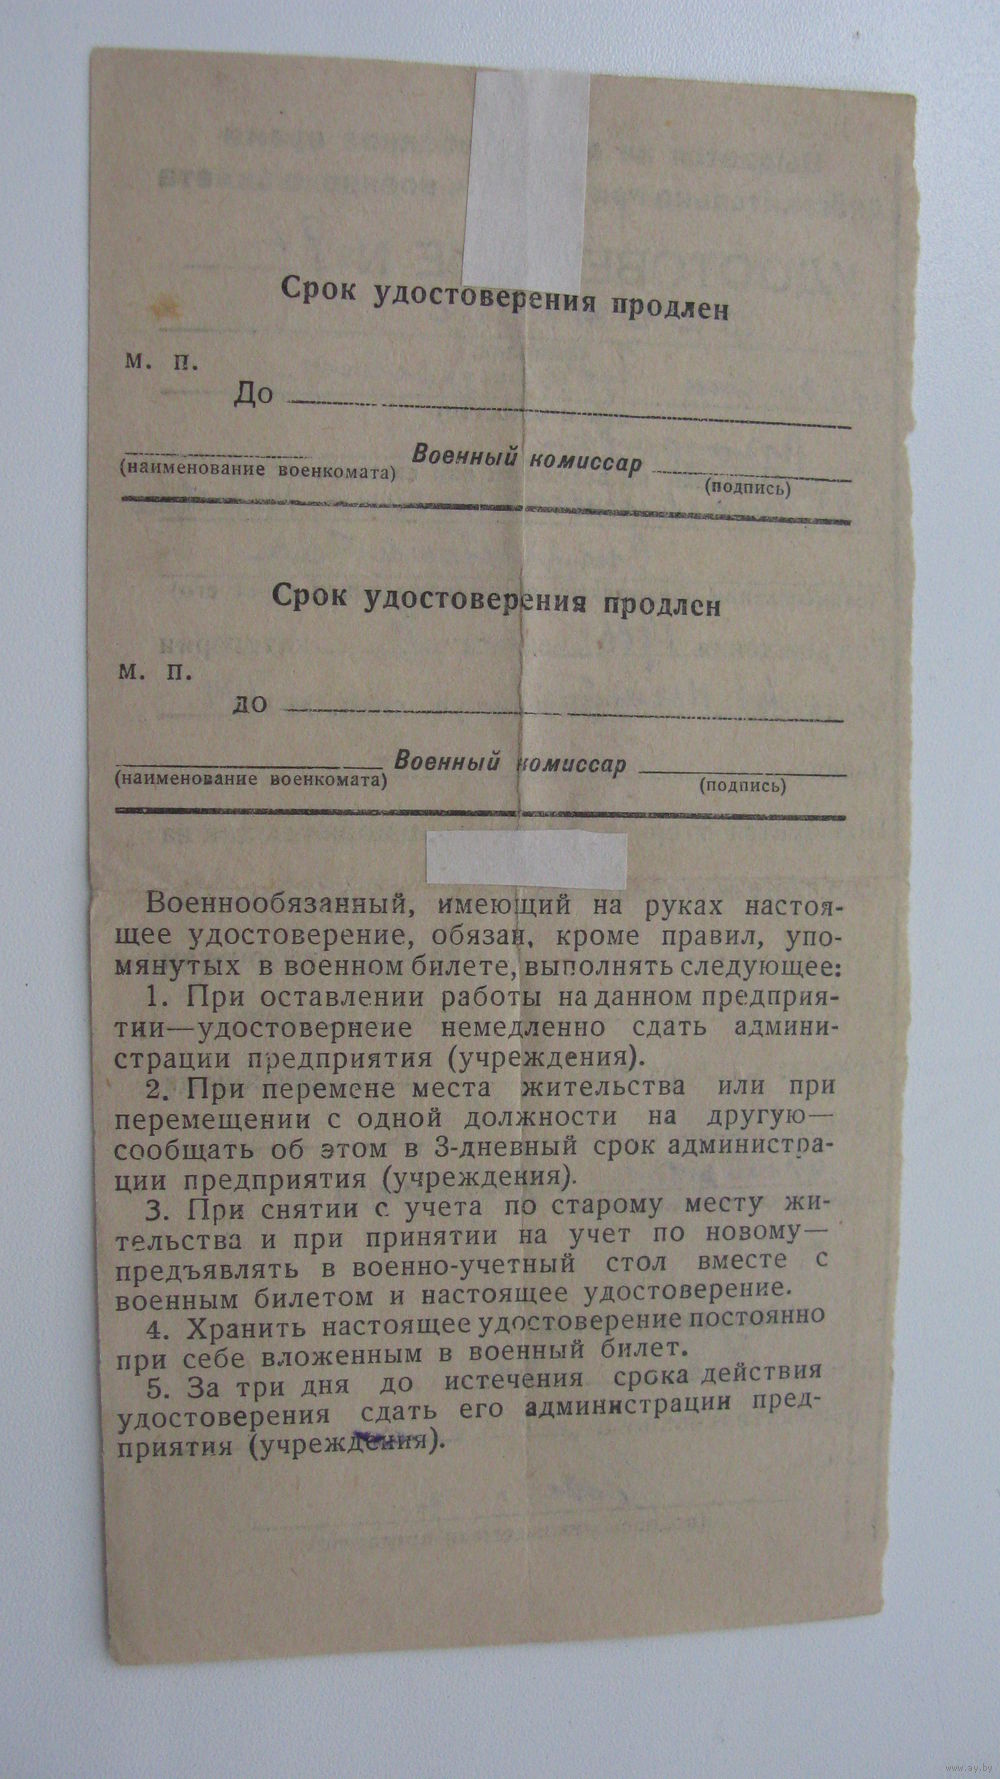 Срок удостоверения продлен
м. п.
До
Военный комиссар
(наименование военкомата)
(подпись)
Срок удостоверения продлен
м. п.
до
Военный комиссар
(наименование военкомата)
(подпись)
Военнообязанный, имеющий на руках настоя-
щее удостоверение, обязан, кроме правил, упо-
мянутых в военном билете, выполнять следующее:
1. При оставлении работы на данном предприя-
тии—удостовернеие немедленно сдать админи-
страции предприятия (учреждения).
2. При перемене места жительства или при
перемещении с одной должности на другую—
сообщать об этом в 3-дневный срок администра-
ции предприятия (учреждения).
3. При снятии с учета по старому месту жи-
тельства и при принятии на учет по новому—
предъявлять в военно-учетный стол вместе с
военным билетом и настоящее удостоверение.
4. Хранить настоящее удостоверение постоянно
при себе вложенным в военный билет.
5. За три дня до истечения срока действия
удостоверения сдать его администрации пред-
приятия (учреждения).
www.ay.by